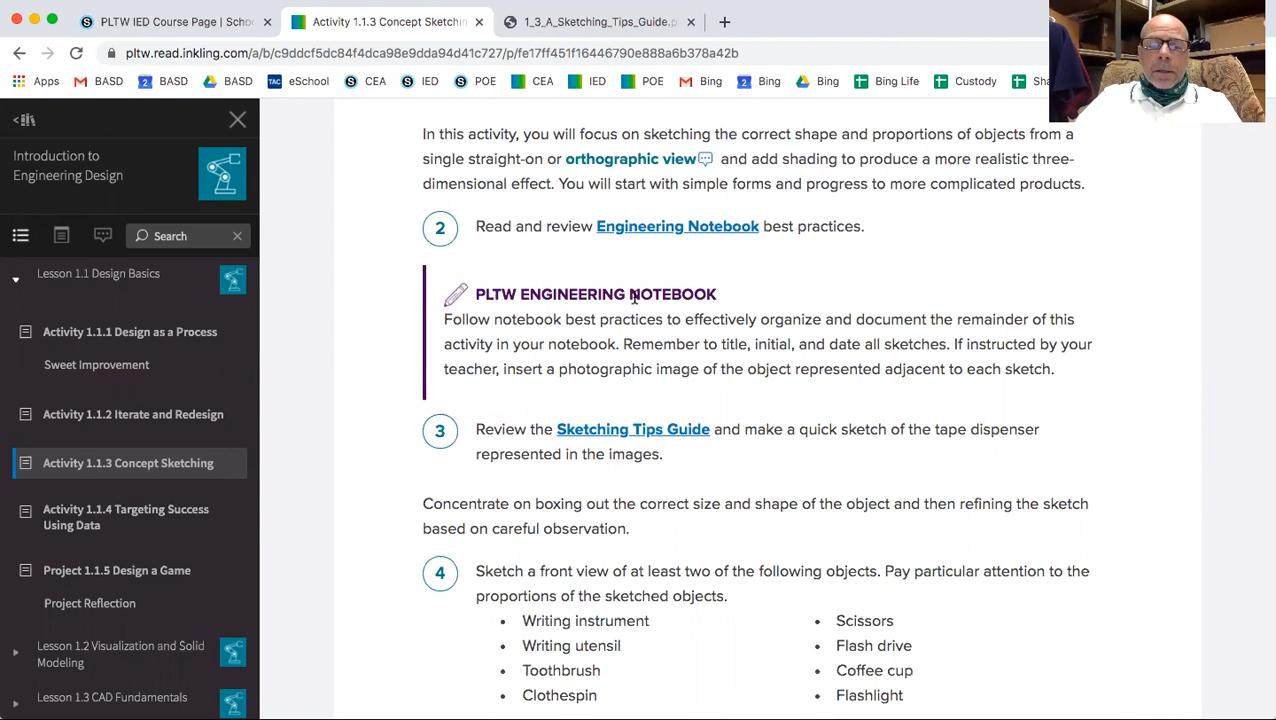 PLTW IED Course Page | Schoo
Activity 1.1.3 Concept Sketching
1_3_A_Sketching_Tips_Guide.p
pltw.read.inkling.com/a/b/c9ddcf5dc84f4dca98e9dda94d41c727/p/fe17ff451f16446790e888a6b378a42b
Apps BASD BASD BASD eSchool CEA IED POE CEA IED POE Bing Bing Bing Bing Life Custody Sha
Introduction to
Engineering Design
Search
Lesson 1.1 Design Basics
Activity 1.1.1 Design as a Process
Sweet Improvement
Activity 1.1.2 Iterate and Redesign
Activity 1.1.3 Concept Sketching
Activity 1.1.4 Targeting Success
Using Data
Project 1.1.5 Design a Game
Project Reflection
Lesson 1.2 Visualization and Solid
Modeling
Lesson 1.3 CAD Fundamentals
In this activity, you will focus on sketching the correct shape and proportions of objects from a
single straight-on or orthographic view and add shading to produce a more realistic three-
dimensional effect. You will start with simple forms and progress to more complicated products.
2 Read and review Engineering Notebook best practices.
PLTW ENGINEERING NOTEBOOK
Follow notebook best practices to effectively organize and document the remainder of this
activity in your notebook. Remember to title, initial, and date all sketches. If instructed by your
teacher, insert a photographic image of the object represented adjacent to each sketch.
3 Review the Sketching Tips Guide and make a quick sketch of the tape dispenser
represented in the images.
Concentrate on boxing out the correct size and shape of the object and then refining the sketch
based on careful observation.
4 Sketch a front view of at least two of the following objects. Pay particular attention to the
proportions of the sketched objects.
• Writing instrument
• Writing utensil
• Toothbrush
• Clothespin
• Scissors
• Flash drive
• Coffee cup
• Flashlight